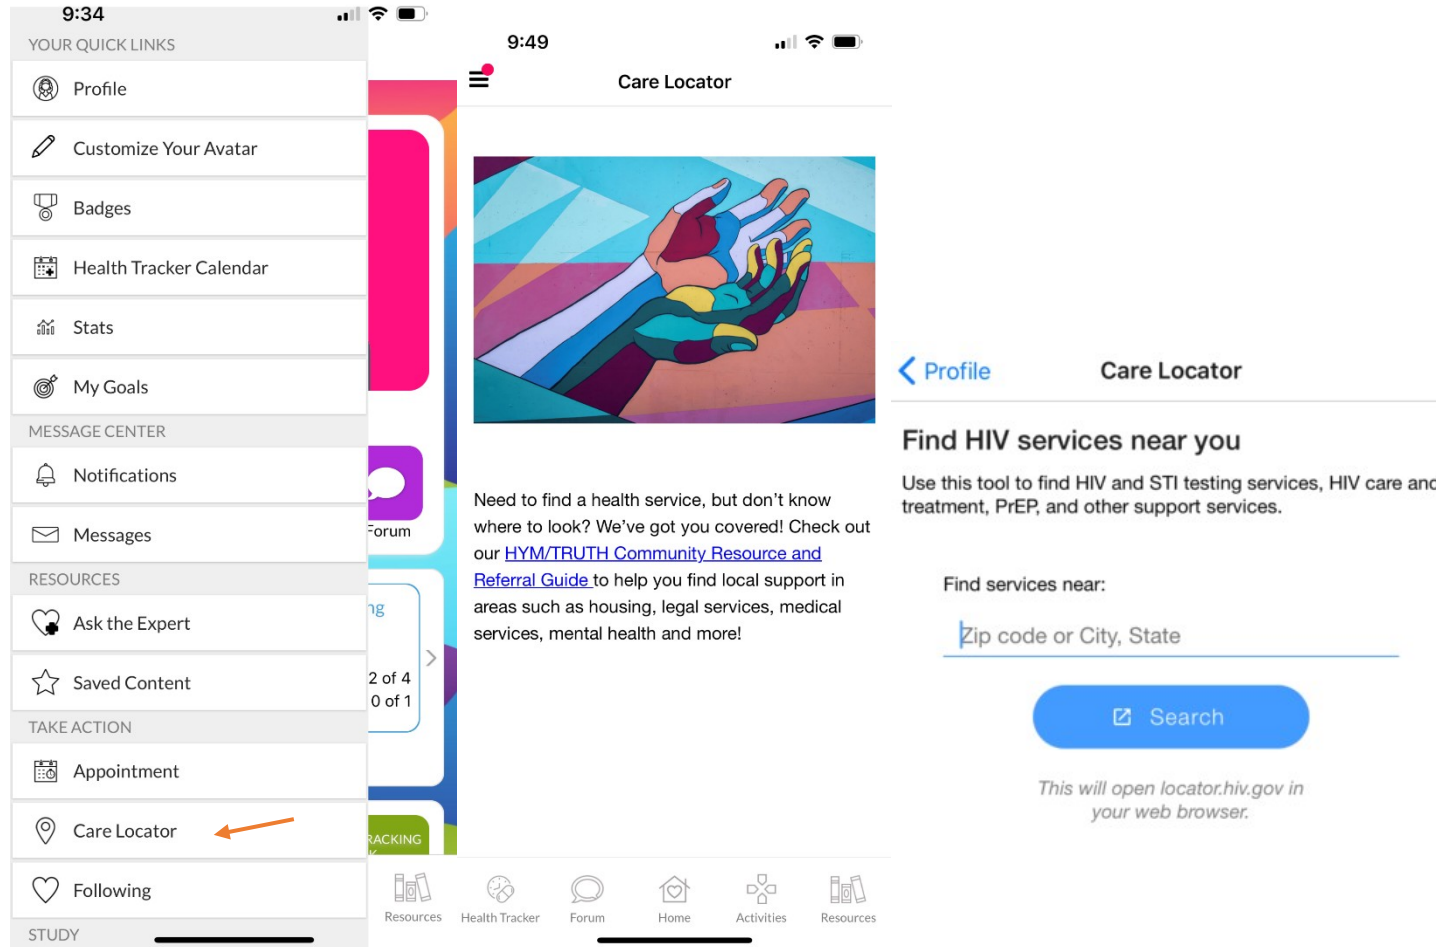 9:34
YOUR QUICK LINKS
Profile
Customize Your Avatar
Badges
Health Tracker Calendar
Stats
My Goals
MESSAGE CENTER
Notifications
Messages
RESOURCES
Ask the Expert
Saved Content
TAKE ACTION
Appointment
Care Locator
Following
STUDY
Forum
ng
2 of 4
0 of 1
RACKING
K
Resources
9:49
Care Locator
Need to find a health service, but don’t know
where to look? We’ve got you covered! Check out
our HYM/TRUTH Community Resource and
Referral Guide to help you find local support in
areas such as housing, legal services, medical
services, mental health and more!
Health Tracker
Forum
Home
Activities
Resources
Profile
Care Locator
Find HIV services near you
Use this tool to find HIV and STI testing services, HIV care and
treatment, PrEP, and other support services.
Find services near:
Zip code or City, State
Search
This will open locator.hiv.gov in
your web browser.